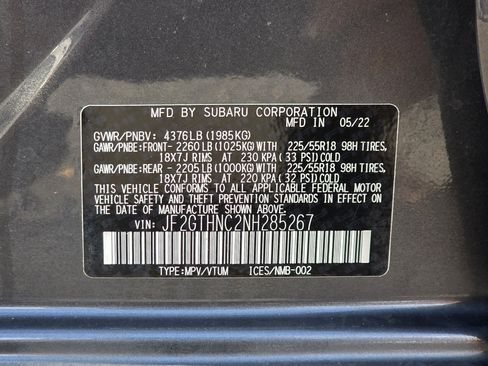 MFD BY SUBARU CORPORATION
MFD IN 05/22
GVWR/PNBV: 4376LB (1985KG)
GAWR/PNBE:FRONT- 2260LB (1025KG)WITH 225/55R18 98H TIRES,
18X7J RIMS AT 230 KPA (33 PSI) COLD
GAWR/PNBE:REAR - 2205LB (1000KG)WITH 225/55R18 98H TIRES,
18X7J RIMS AT 220 KPA (32 PSI) COLD
THIS VEHICLE CONFORMS TO ALL APPLICABLE FEDERAL MOTOR
VEHICLE SAFETY AND THEFT PREVENTION STANDARDS IN EFFECT
ON THE DATE OF MANUFACTURE SHOWN ABOVE.
VIN: JF2GTHNC2NH285267
TYPE:MPV/VTUM ICES/NMB-002